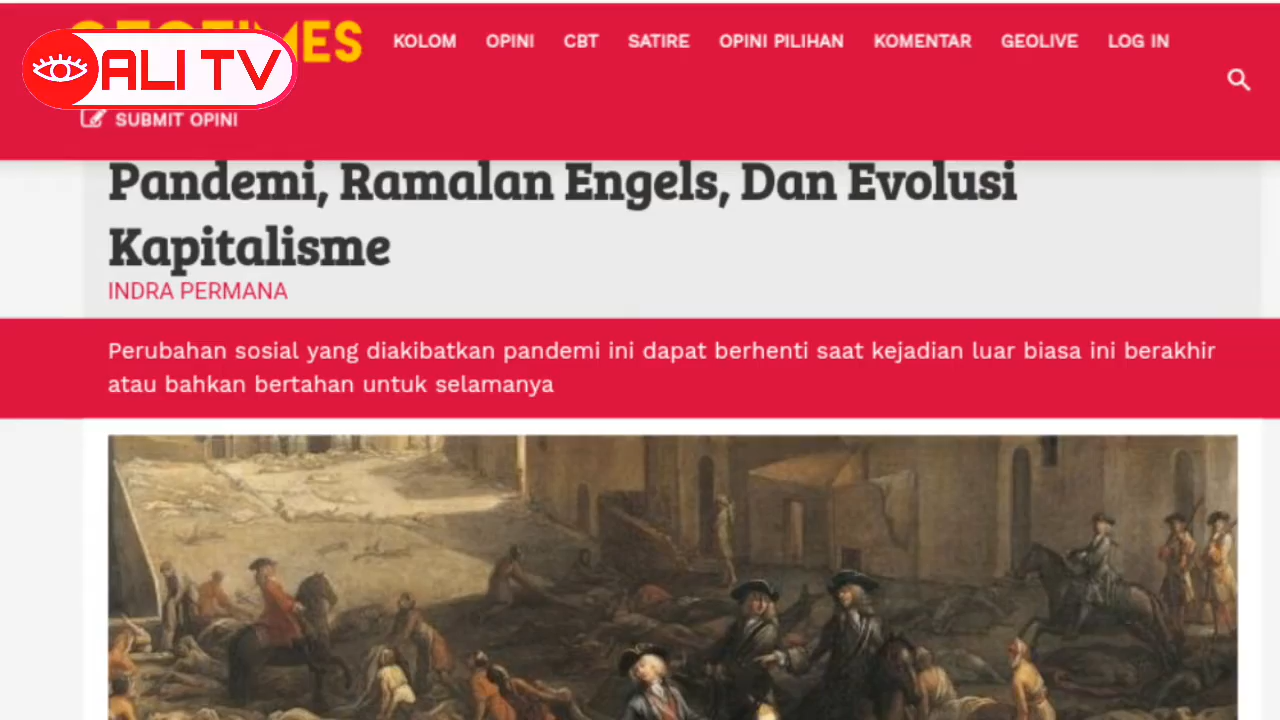 ALI TV
KOLOM OPINI CBT SATIRE OPINI PILIHAN KOMENTAR GEOLIVE LOG IN
SUBMIT OPINI
Pandemi, Ramalan Engels, Dan Evolusi
Kapitalisme
INDRA PERMANA
Perubahan sosial yang diakibatkan pandemi ini dapat berhenti saat kejadian luar biasa ini berakhir
atau bahkan bertahan untuk selamanya